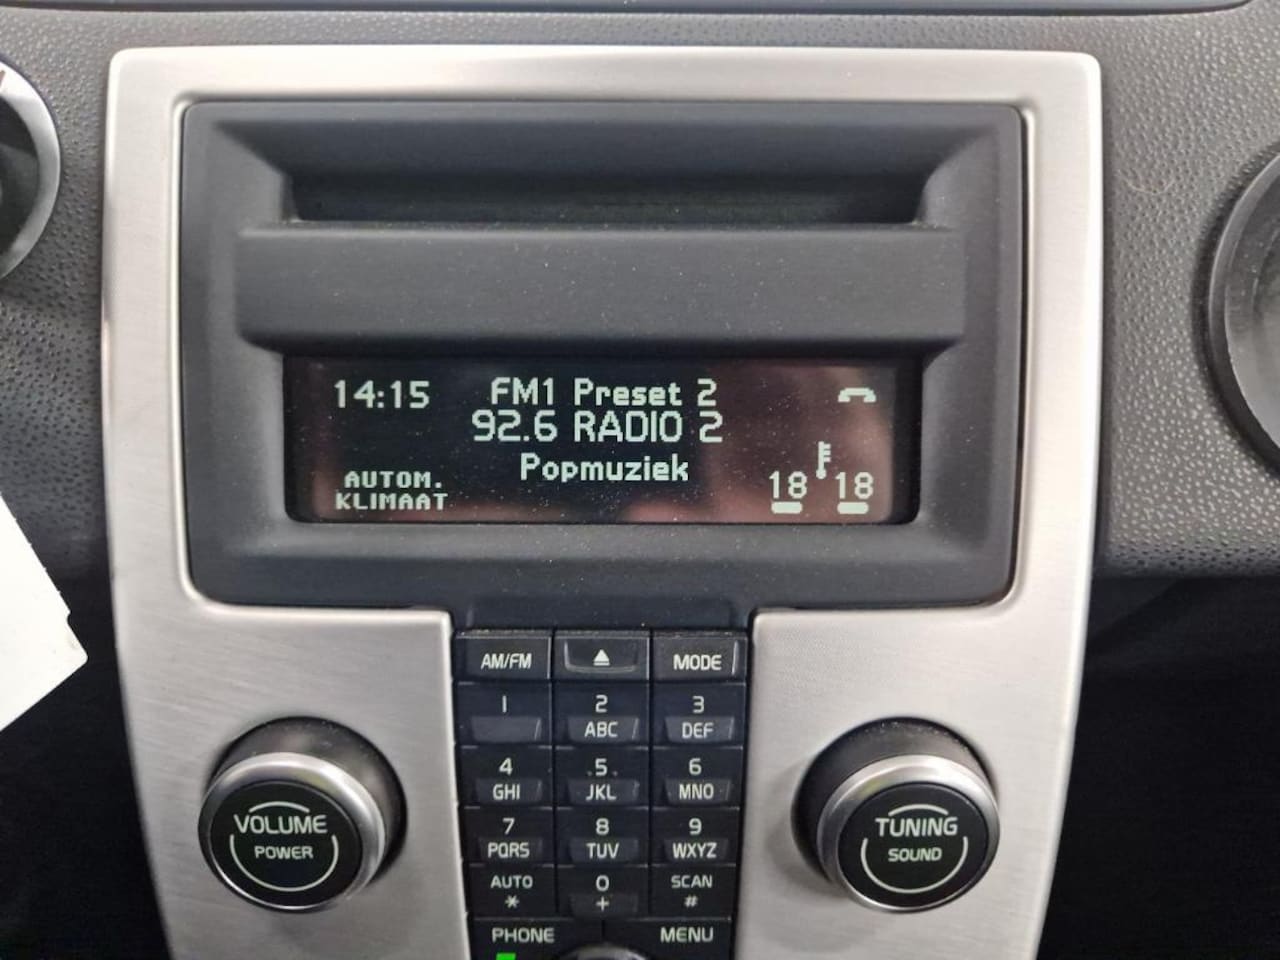 14:15 FM1 Preset 2
92.6 RADIO 2
Popmuziek
AUTOM.
KLIMAAT
18 18
AM/FM MODE
1 2 3
ABC DEF
4 5 6
GHI JKL MNO
7 8 9
PQRS TUV WXYZ
AUTO 0 SCAN
* + #
PHONE MENU
VOLUME
POWER
TUNING
SOUND